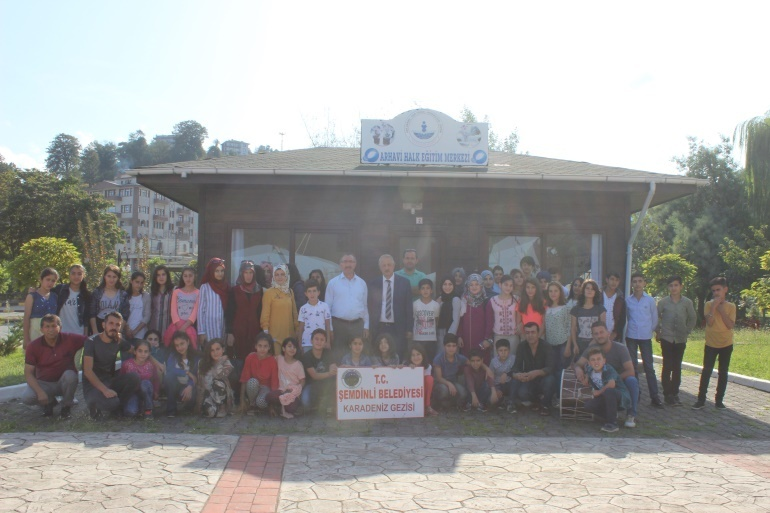 ARHAVİ HALK EĞİTİM MERKEZİ
T.C.
ŞEMDİNLİ BELEDİYESİ
KARADENİZ GEZİSİ